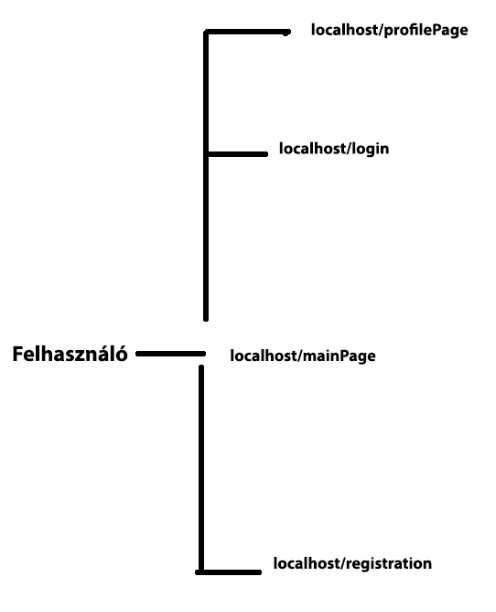 localhost/profilePage
localhost/login
Felhasználó
localhost/mainPage
localhost/registration